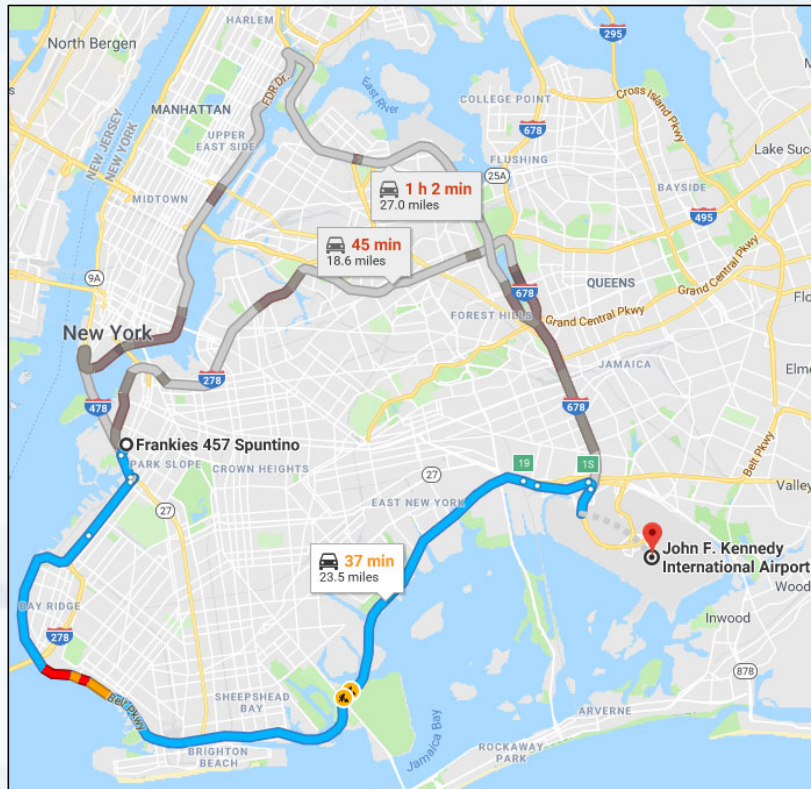 HARLEM
North Bergen
295
FDR Dr.
East River
COLLEGE POINT
Cross Island Pkwy
MANHATTAN
678
NEW JERSEY
NEW YORK
UPPER
EAST SIDE
FLUSHING
Lake Suc
25A
1 h 2 min
27.0 miles
BAYSIDE
MIDTOWN
495
45 min
18.6 miles
9A
QUEENS
678
Grand Central Pkwy
Flo
New York
FOREST HILLS
Grand Central Pkwy
278
JAMAICA
Elme
478
678
Belt Pkwy
Frankies 457 Spuntino
PARK SLOPE
CROWN HEIGHTS
27
19
1S
Valley
27
EAST NEW YORK
John F. Kennedy
International Airport
37 min
23.5 miles
Wood
BAY RIDGE
Inwood
278
878
SHEEPSHEAD
BAY
Belt Pkwy
Jamaica Bay
ARVERNE
BRIGHTON
BEACH
ROCKAWAY
PARK